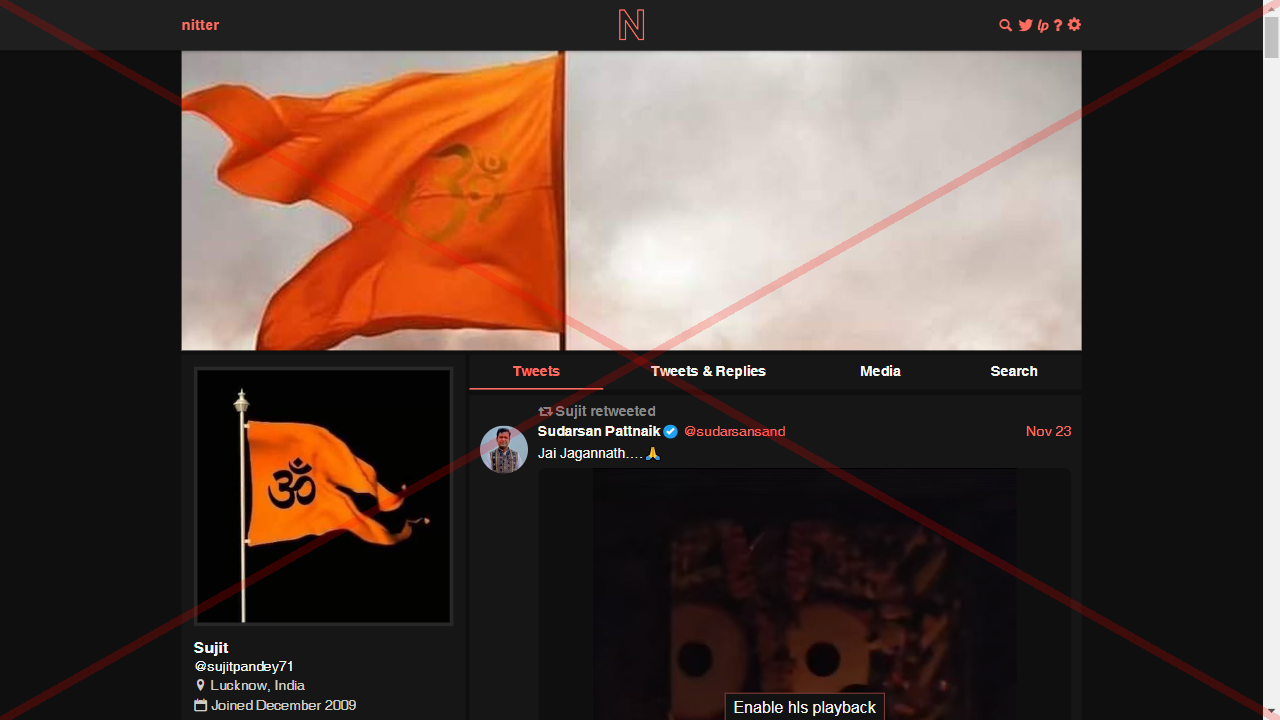 nitter
N
lp ?
ॐ
Tweets
Tweets & Replies
Media
Search
Sujit retweeted
Sudarsan Pattnaik @sudarsansand
Nov 23
Jai Jagannath....🙏
Enable hls playback
ॐ
Sujit
@sujitpandey71
Lucknow, India
Joined December 2009